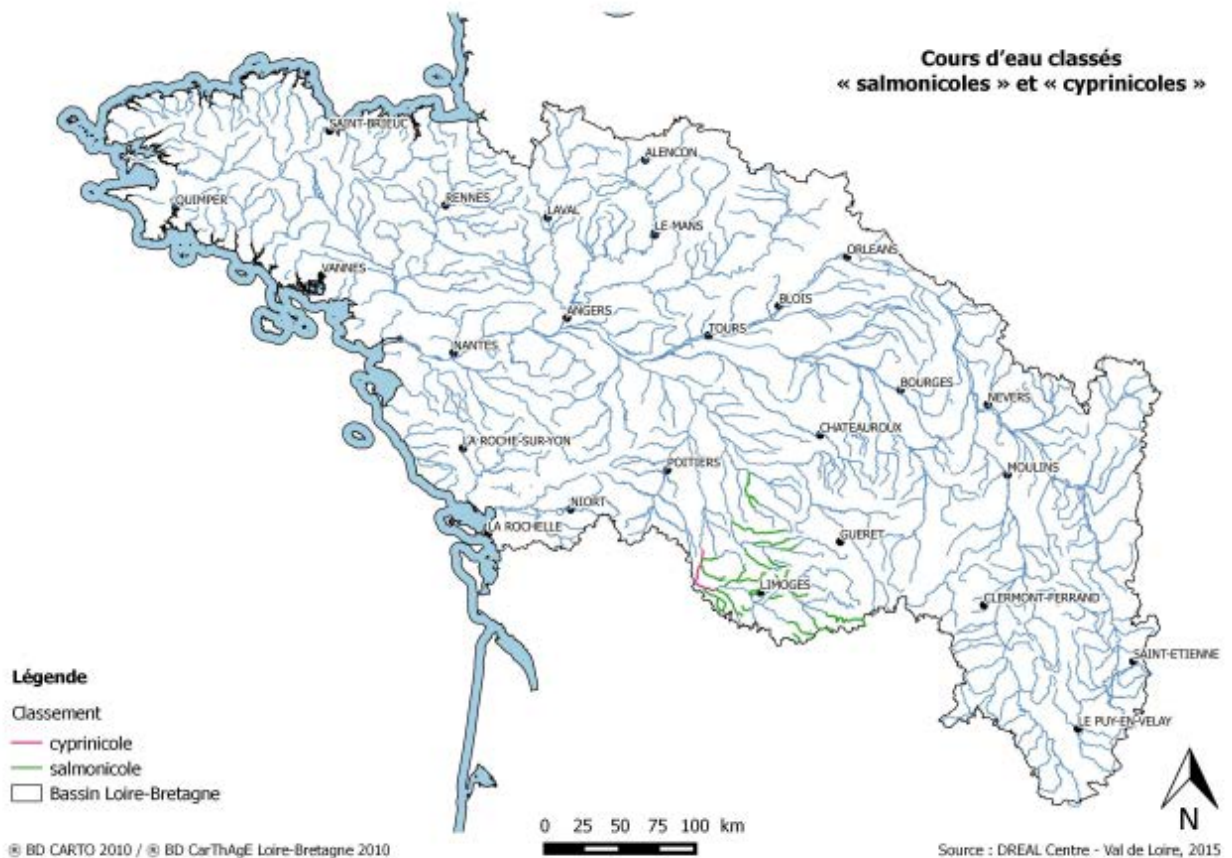 Cours d'eau classés
« salmonicoles » et « cyprinicoles »
SAINT-BRIEUC
ALENCON
QUIMPER
RENNES
LAVAL
LE-MANS
ORLEANS
VANNES
BLOIS
ANGERS
TOURS
NANTES
BOURGES
NEVERS
CHATEAUROUX
LA ROCHE-SUR-YON
POITIERS
MOULINS
NIORT
LA ROCHELLE
GUERET
LIMOGES
CLERMONT-FERRAND
SAINT-ETIENNE
LE PUY-EN-VELAY
Légende
Classement
cyprinicole
salmonicole
Bassin Loire-Bretagne
N
0 25 50 75 100 km
® BD CARTO 2010 / ® BD CarThAgE Loire-Bretagne 2010
Source : DREAL Centre - Val de Loire, 2015